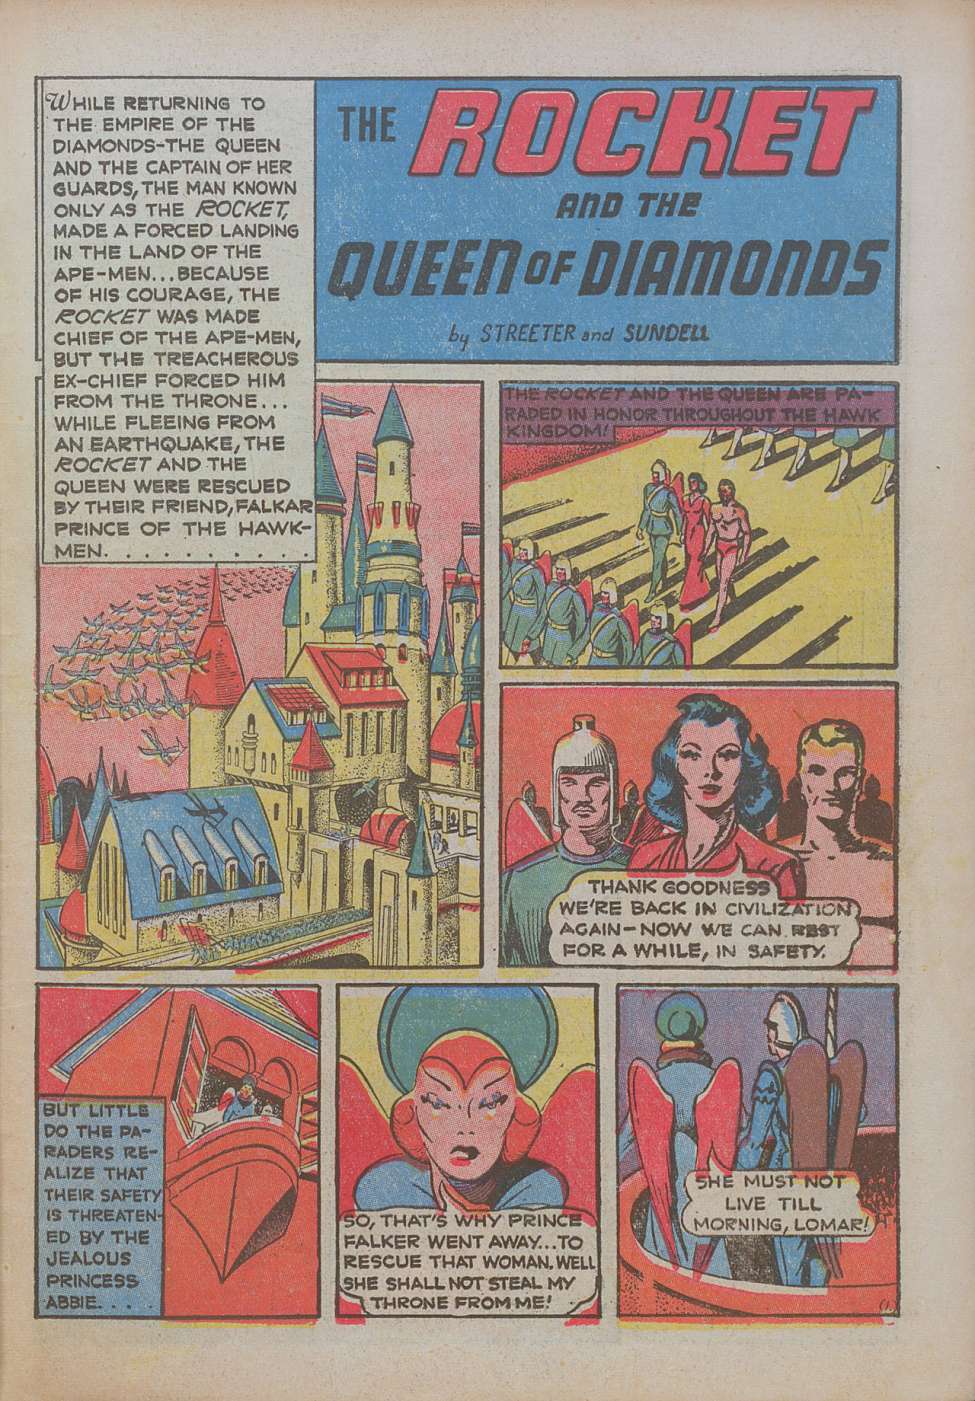 WHILE RETURNING TO
THE EMPIRE OF THE
DIAMONDS-THE QUEEN
AND THE CAPTAIN OF HER
GUARDS, THE MAN KNOWN
ONLY AS THE ROCKET,
MADE A FORCED LANDING
IN THE LAND OF THE
APE-MEN...BECAUSE
OF HIS COURAGE, THE
ROCKET WAS MADE
CHIEF OF THE APE-MEN,
BUT THE TREACHEROUS
EX-CHIEF FORCED HIM
FROM THE THRONE...
WHILE FLEEING FROM
AN EARTHQUAKE, THE
ROCKET AND THE
QUEEN WERE RESCUED
BY THEIR FRIEND, FALKAR
PRINCE OF THE HAWK-
MEN. . . . . . . . . .
THE ROCKET
AND THE
QUEEN OF DIAMONDS
by STREETER and SUNDELL
THE ROCKET AND THE QUEEN ARE PA-
RADED IN HONOR THROUGHOUT THE HAWK
KINGDOM!
THANK GOODNESS
WE'RE BACK IN CIVILIZATION
AGAIN-NOW WE CAN REST
FOR A WHILE, IN SAFETY.
BUT LITTLE
DO THE PA-
RADERS RE-
ALIZE THAT
THEIR SAFETY
IS THREATEN-
ED BY THE
JEALOUS
PRINCESS
ABBIE. . . .
SO, THAT'S WHY PRINCE
FALKER WENT AWAY...TO
RESCUE THAT WOMAN. WELL
SHE SHALL NOT STEAL MY
THRONE FROM ME!
SHE MUST NOT
LIVE TILL
MORNING, LOMAR!